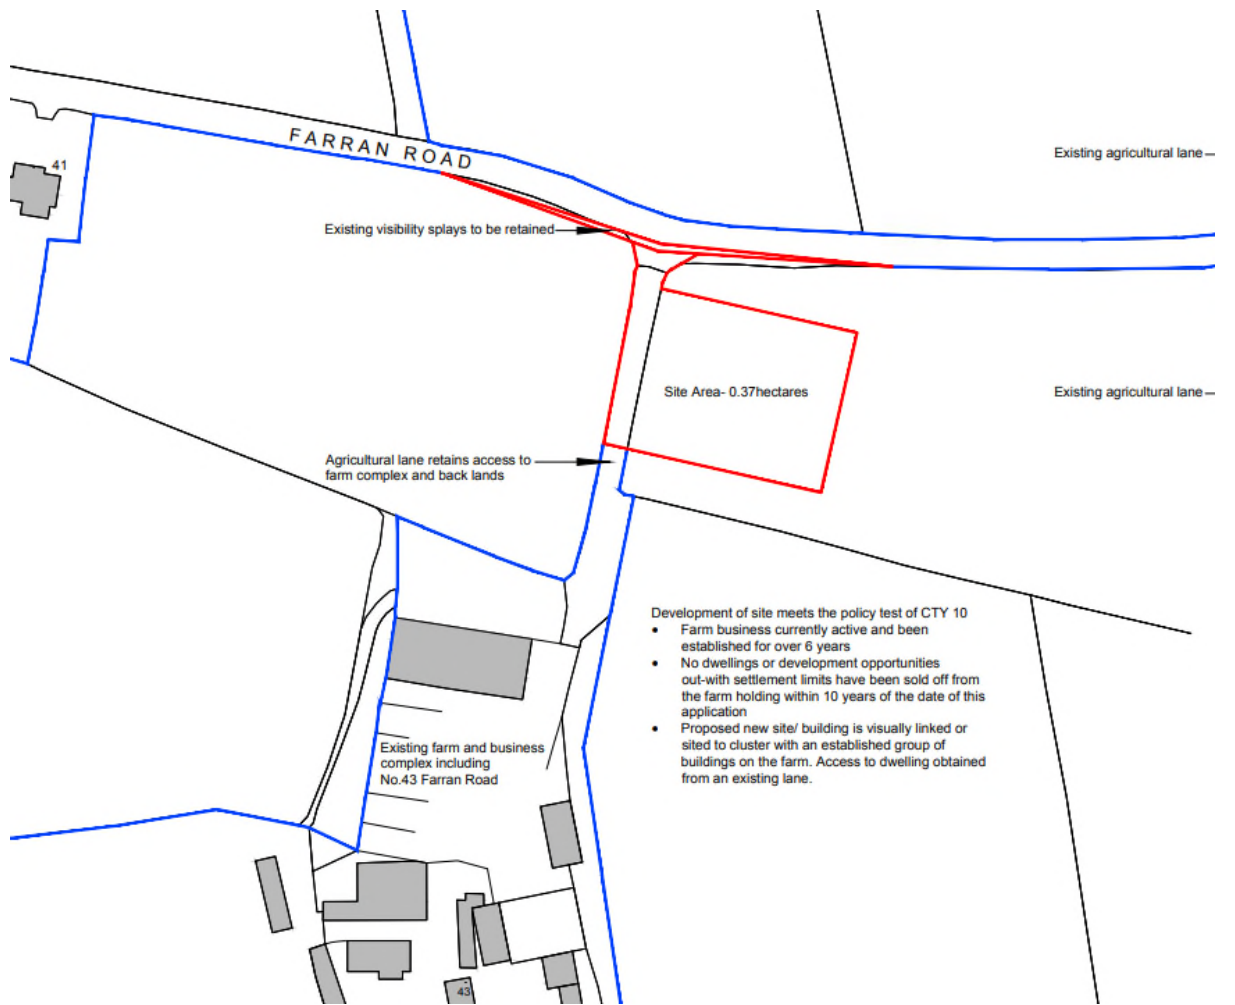 FARRAN ROAD
Existing agricultural lane
41
Existing visibility splays to be retained
Site Area- 0.37hectares
Existing agricultural lane
Agricultural lane retains access to
farm complex and back lands
Development of site meets the policy test of CTY 10
• Farm business currently active and been
established for over 6 years
• No dwellings or development opportunities
out-with settlement limits have been sold off from
the farm holding within 10 years of the date of this
application
• Proposed new site/ building is visually linked or
sited to cluster with an established group of
buildings on the farm. Access to dwelling obtained
from an existing lane.
Existing farm and business
complex including
No.43 Farran Road
43